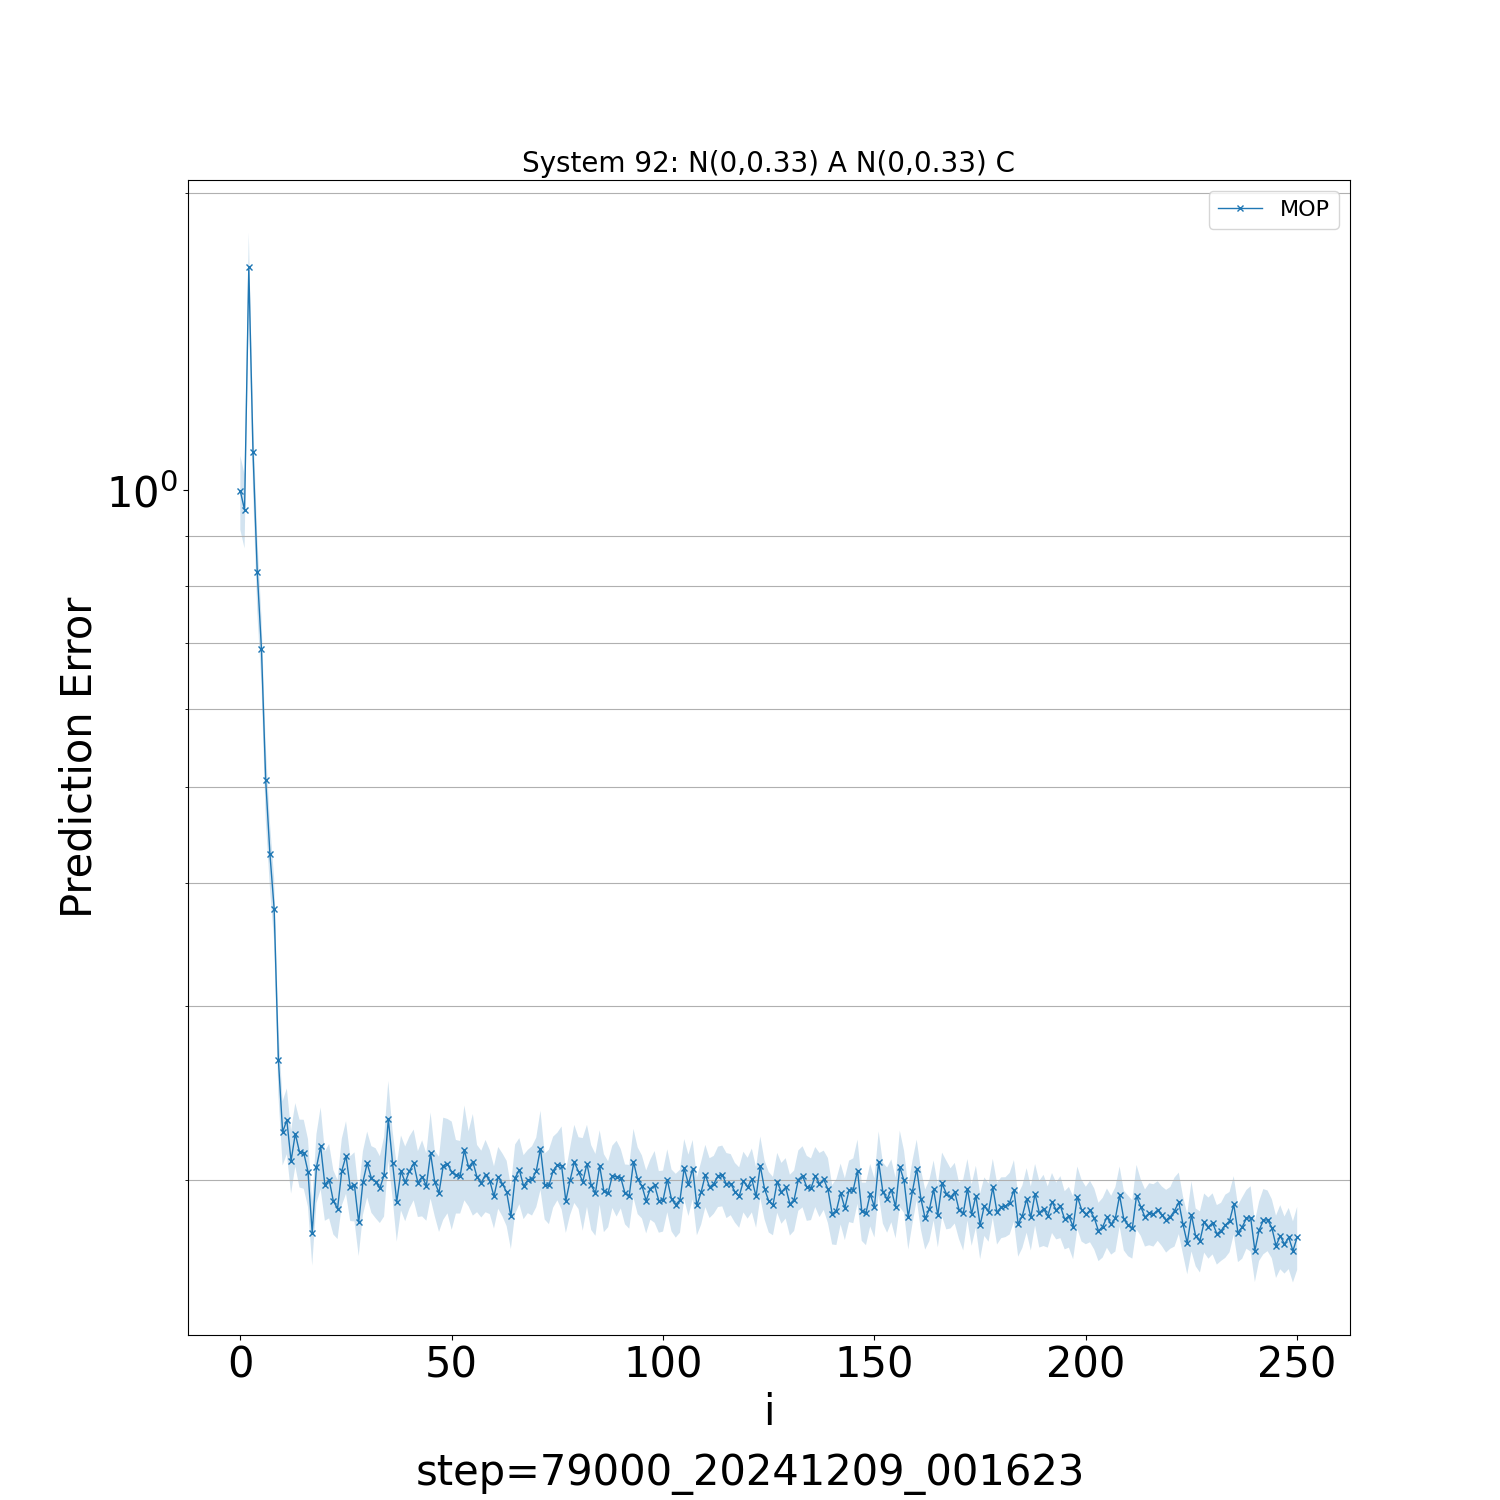 System 92: N(0,0.33) A N(0,0.33) C
MOP
10⁰
Prediction Error
0 50 100 150 200 250
i
step=79000_20241209_001623